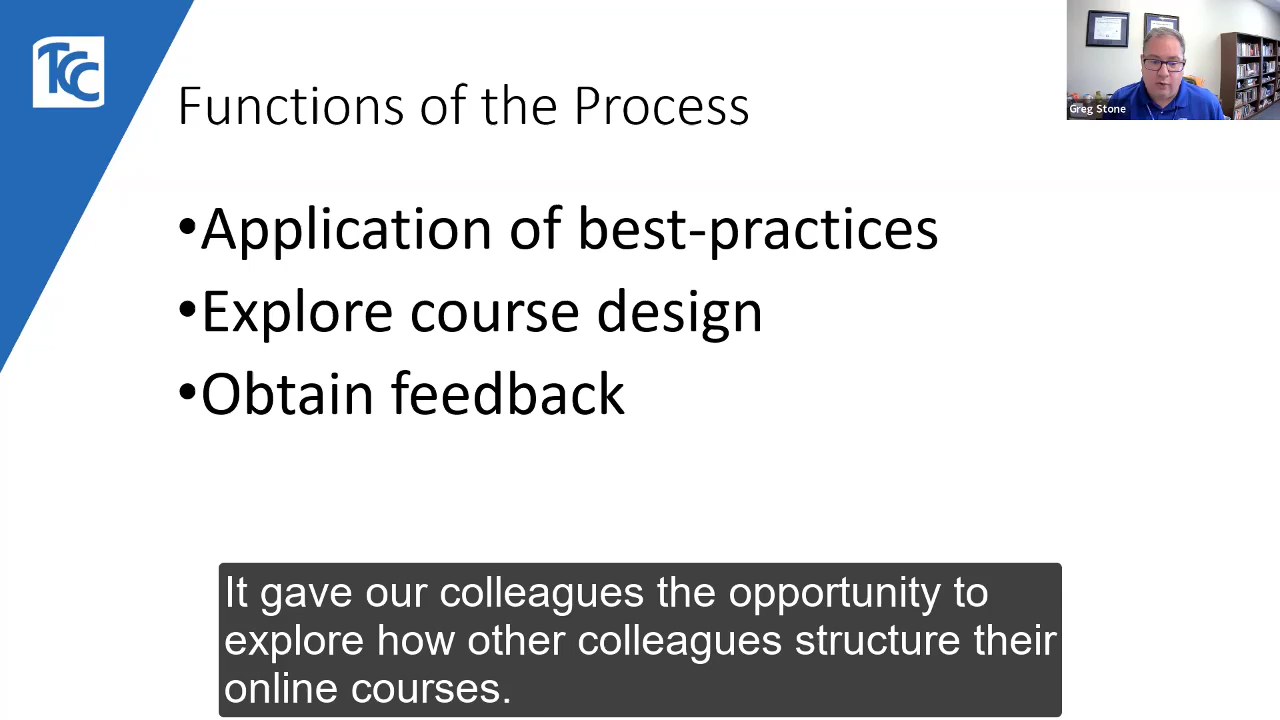 TCC
Greg Stone
Functions of the Process
•Application of best-practices
•Explore course design
•Obtain feedback
It gave our colleagues the opportunity to
explore how other colleagues structure their
online courses.